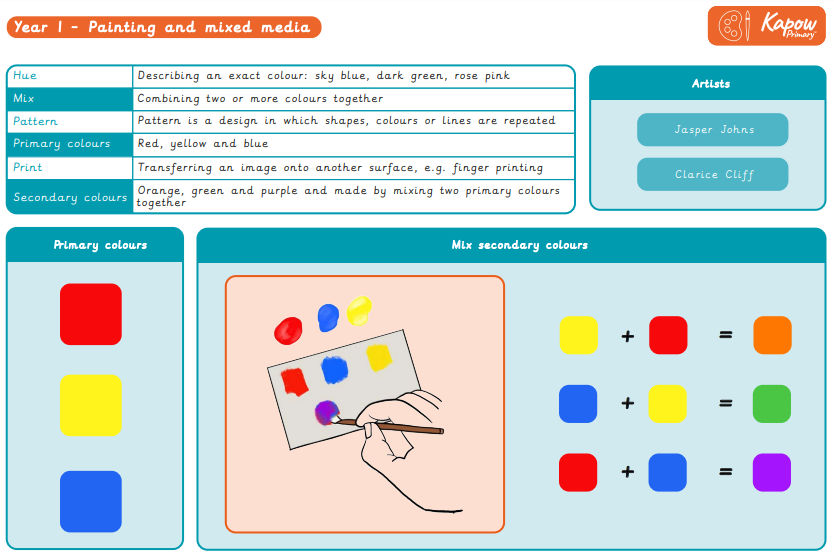 Year 1 - Painting and mixed media
Kapow
Primary™
Hue
Describing an exact colour: sky blue, dark green, rose pink
Mix
Combining two or more colours together
Pattern
Pattern is a design in which shapes, colours or lines are repeated
Primary colours
Red, yellow and blue
Print
Transferring an image onto another surface, e.g. finger printing
Secondary colours
Orange, green and purple and made by mixing two primary colours
together
Artists
Jasper Johns
Clarice Cliff
Primary colours
Mix secondary colours
+ =
+ =
+ =